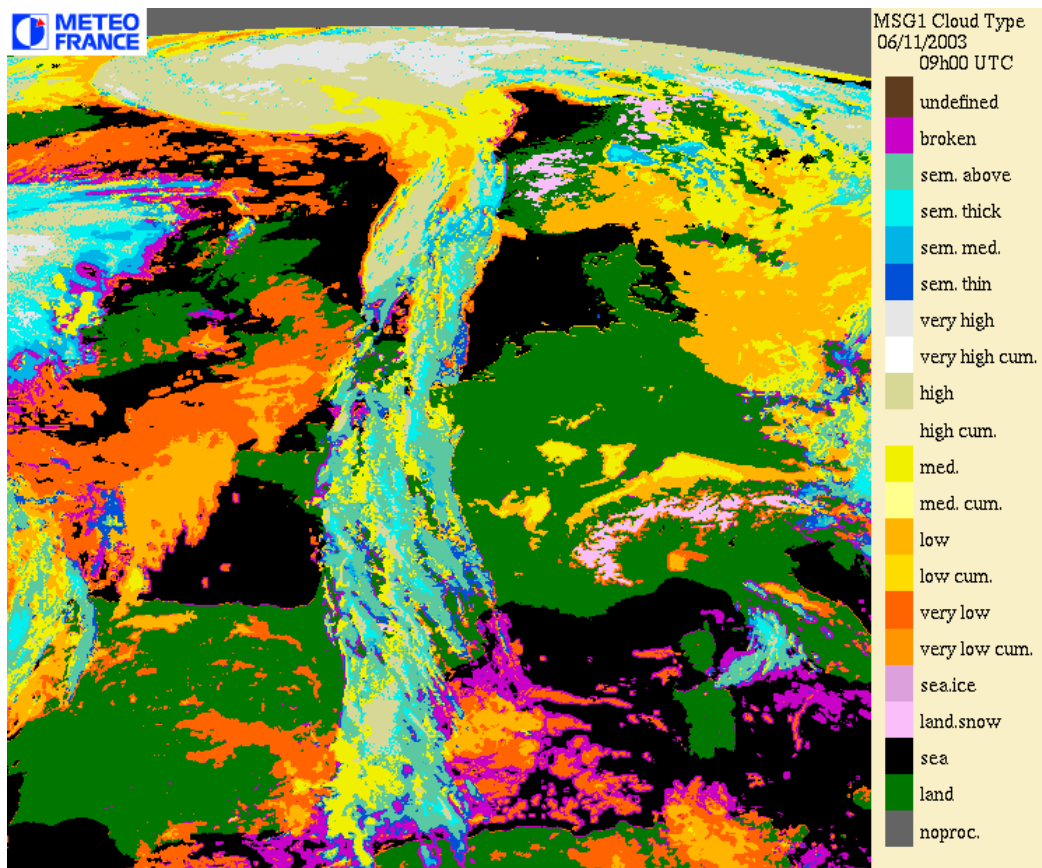 METEO
FRANCE
MSG1 Cloud Type
06/11/2003
09h00 UTC
undefined
broken
sem. above
sem. thick
sem. med.
sem. thin
very high
very high cum.
high
high cum.
med.
med. cum.
low
low cum.
very low
very low cum.
sea.ice
land.snow
sea
land
noproc.